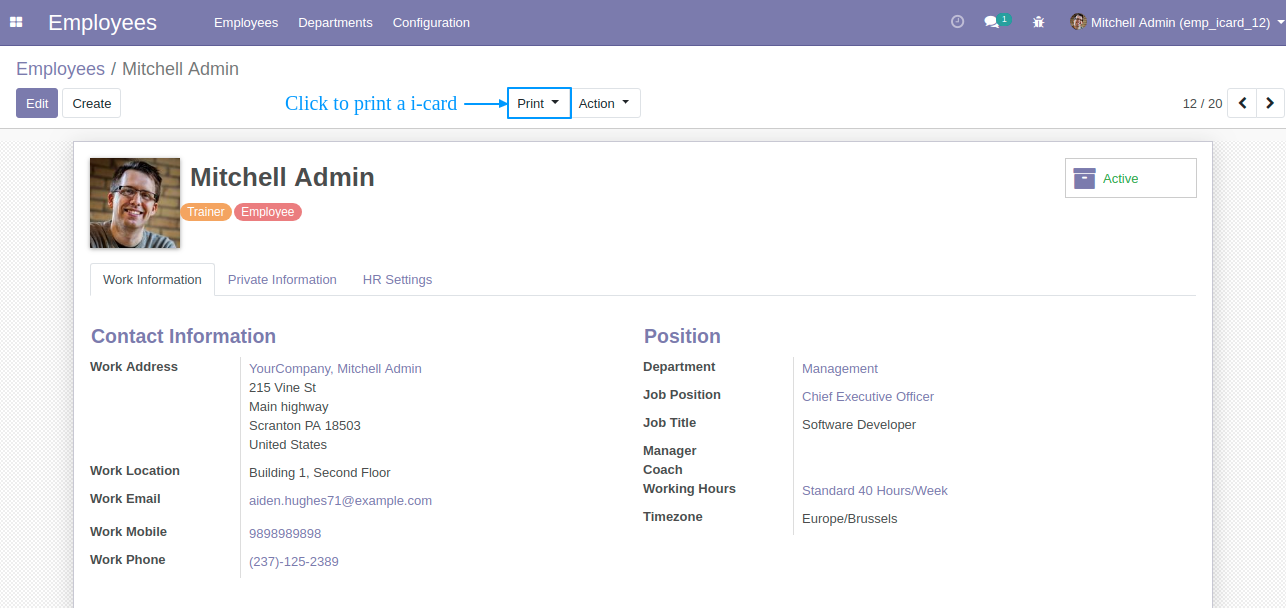 Employees Employees Departments Configuration 1 Mitchell Admin (emp_icard_12)
Employees / Mitchell Admin
Edit Create Click to print a i-card Print Action 12 / 20
Mitchell Admin
Active
Trainer Employee
Work Information Private Information HR Settings
Contact Information
Work Address YourCompany, Mitchell Admin
215 Vine St
Main highway
Scranton PA 18503
United States
Work Location Building 1, Second Floor
Work Email aiden.hughes71@example.com
Work Mobile 9898989898
Work Phone (237)-125-2389
Position
Department Management
Job Position Chief Executive Officer
Job Title Software Developer
Manager
Coach
Working Hours Standard 40 Hours/Week
Timezone Europe/Brussels